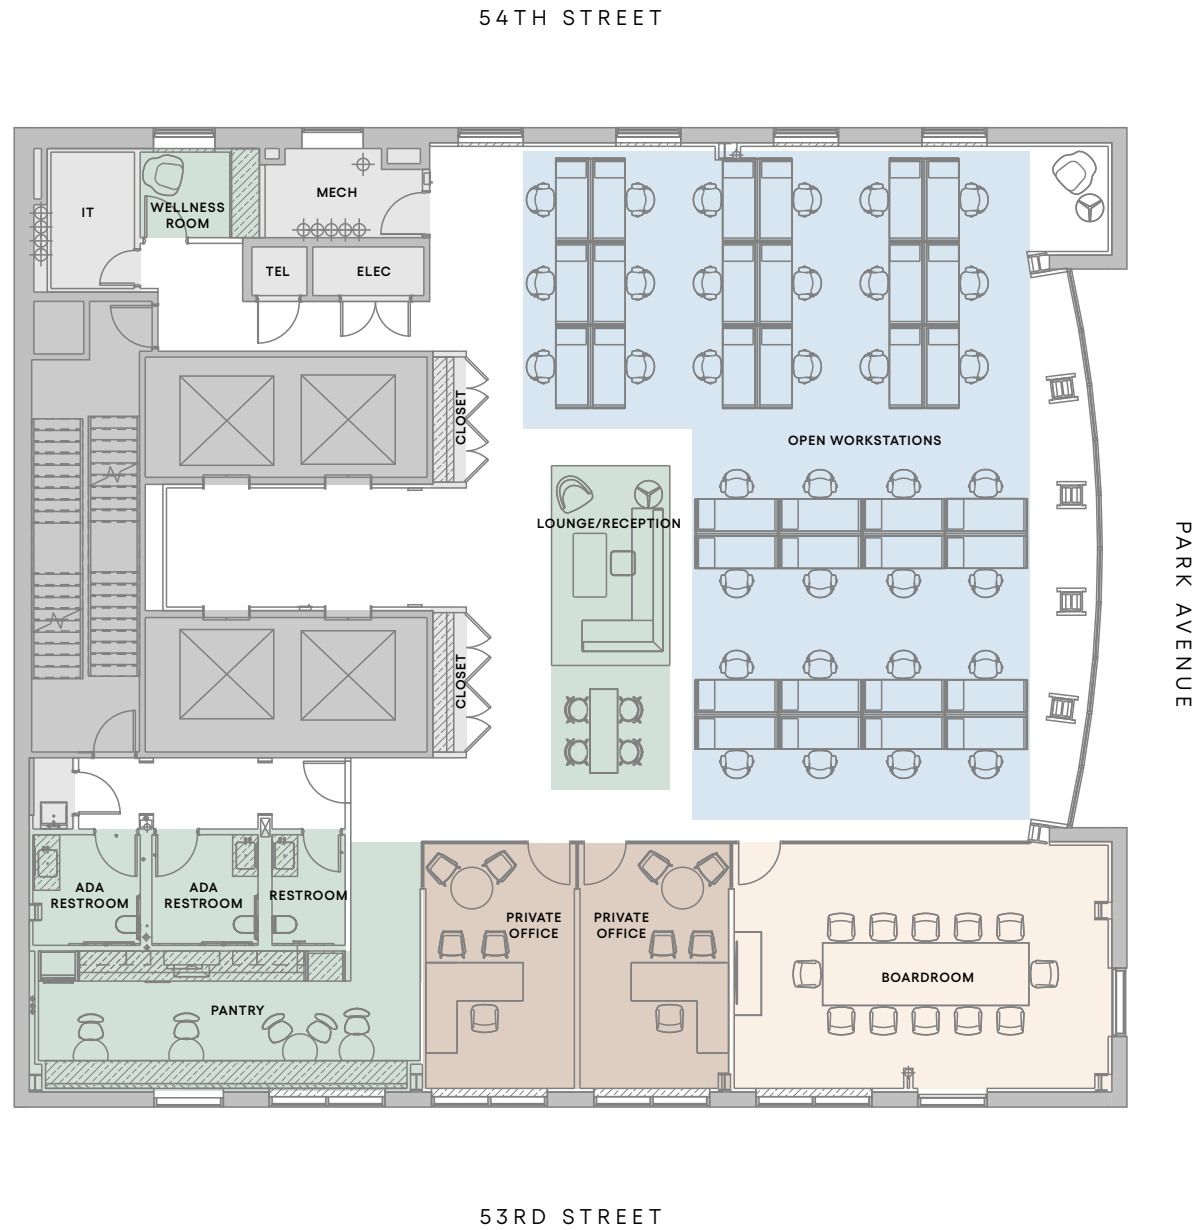 54TH STREET
IT
WELLNESS
ROOM
MECH
TEL
ELEC
CLOSET
OPEN WORKSTATIONS
LOUNGE/RECEPTION
PARK AVENUE
CLOSET
ADA
RESTROOM
ADA
RESTROOM
RESTROOM
PRIVATE
OFFICE
PRIVATE
OFFICE
BOARDROOM
PANTRY
53RD STREET